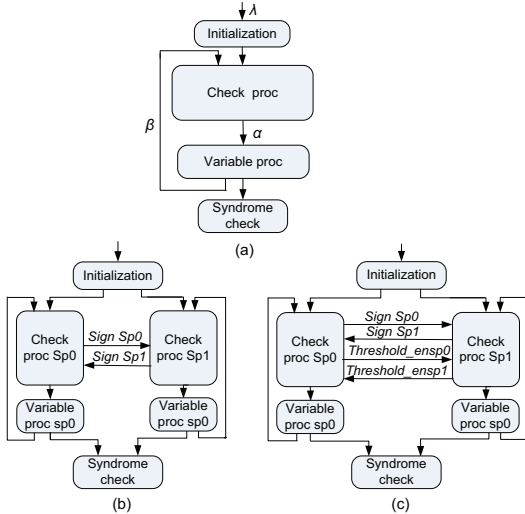 λ
Initialization
Check proc
β
α
Variable proc
Syndrome
check
(a)
Initialization
Check
proc Sp0
Sign Sp0
Sign Sp1
Check
proc Sp1
Variable
proc sp0
Variable
proc sp0
Syndrome
check
(b)
Initialization
Check
proc Sp0
Sign Sp0
Sign Sp1
Threshold_ensp0
Threshold_ensp1
Check
proc Sp1
Variable
proc sp0
Variable
proc sp0
Syndrome
check
(c)